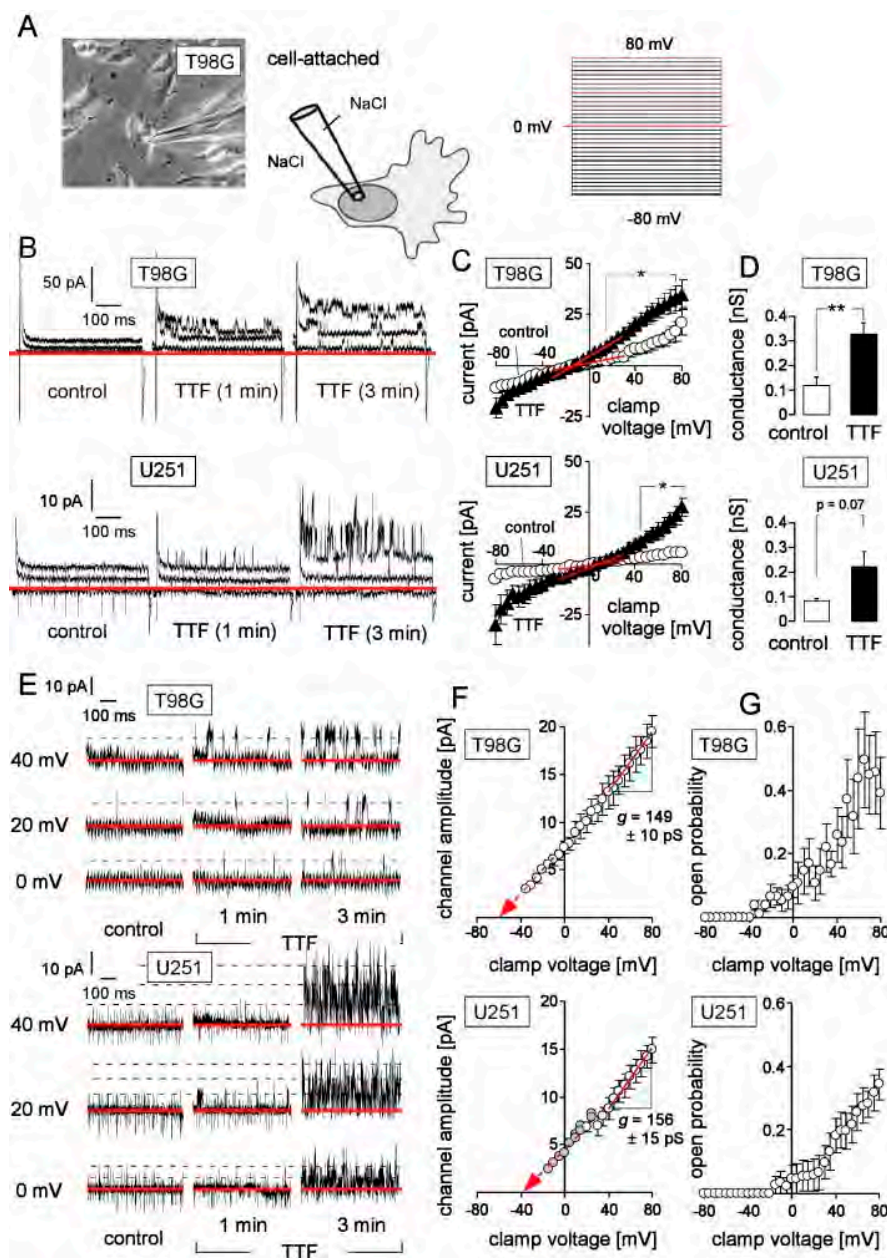 A
T98G
cell-attached
NaCl
NaCl
80 mV
0 mV
-80 mV
B
50 pA
T98G
100 ms
control
TTF (1 min)
TTF (3 min)
U251
10 pA
100 ms
control
TTF (1 min)
TTF (3 min)
C
T98G
50
25
*
control
-80
-40
0
40
80
TTF
-25
current [pA]
clamp
voltage [mV]
U251
50
25
*
control
-80
-40
0
40
80
TTF
-25
current [pA]
clamp
voltage [mV]
D
T98G
**
0.4
0.3
0.2
0.1
0
conductance [nS]
control
TTF
U251
p = 0.07
0.4
0.3
0.2
0.1
0
conductance [nS]
control
TTF
E
10 pA
100 ms
T98G
40 mV
20 mV
0 mV
control
1 min
3 min
TTF
10 pA
100 ms
U251
40 mV
20 mV
0 mV
control
1 min
3 min
TTF
F
T98G
20
15
10
5
channel amplitude [pA]
g = 149
± 10 pS
-80
-40
0
40
80
clamp voltage [mV]
U251
20
15
10
5
channel amplitude [pA]
g = 156
± 15 pS
-80
-40
0
40
80
clamp voltage [mV]
G
T98G
0.6
0.4
0.2
open probability
-80
-40
0
40
80
clamp voltage [mV]
U251
0.6
0.4
0.2
open probability
-80
-40
0
40
80
clamp voltage [mV]